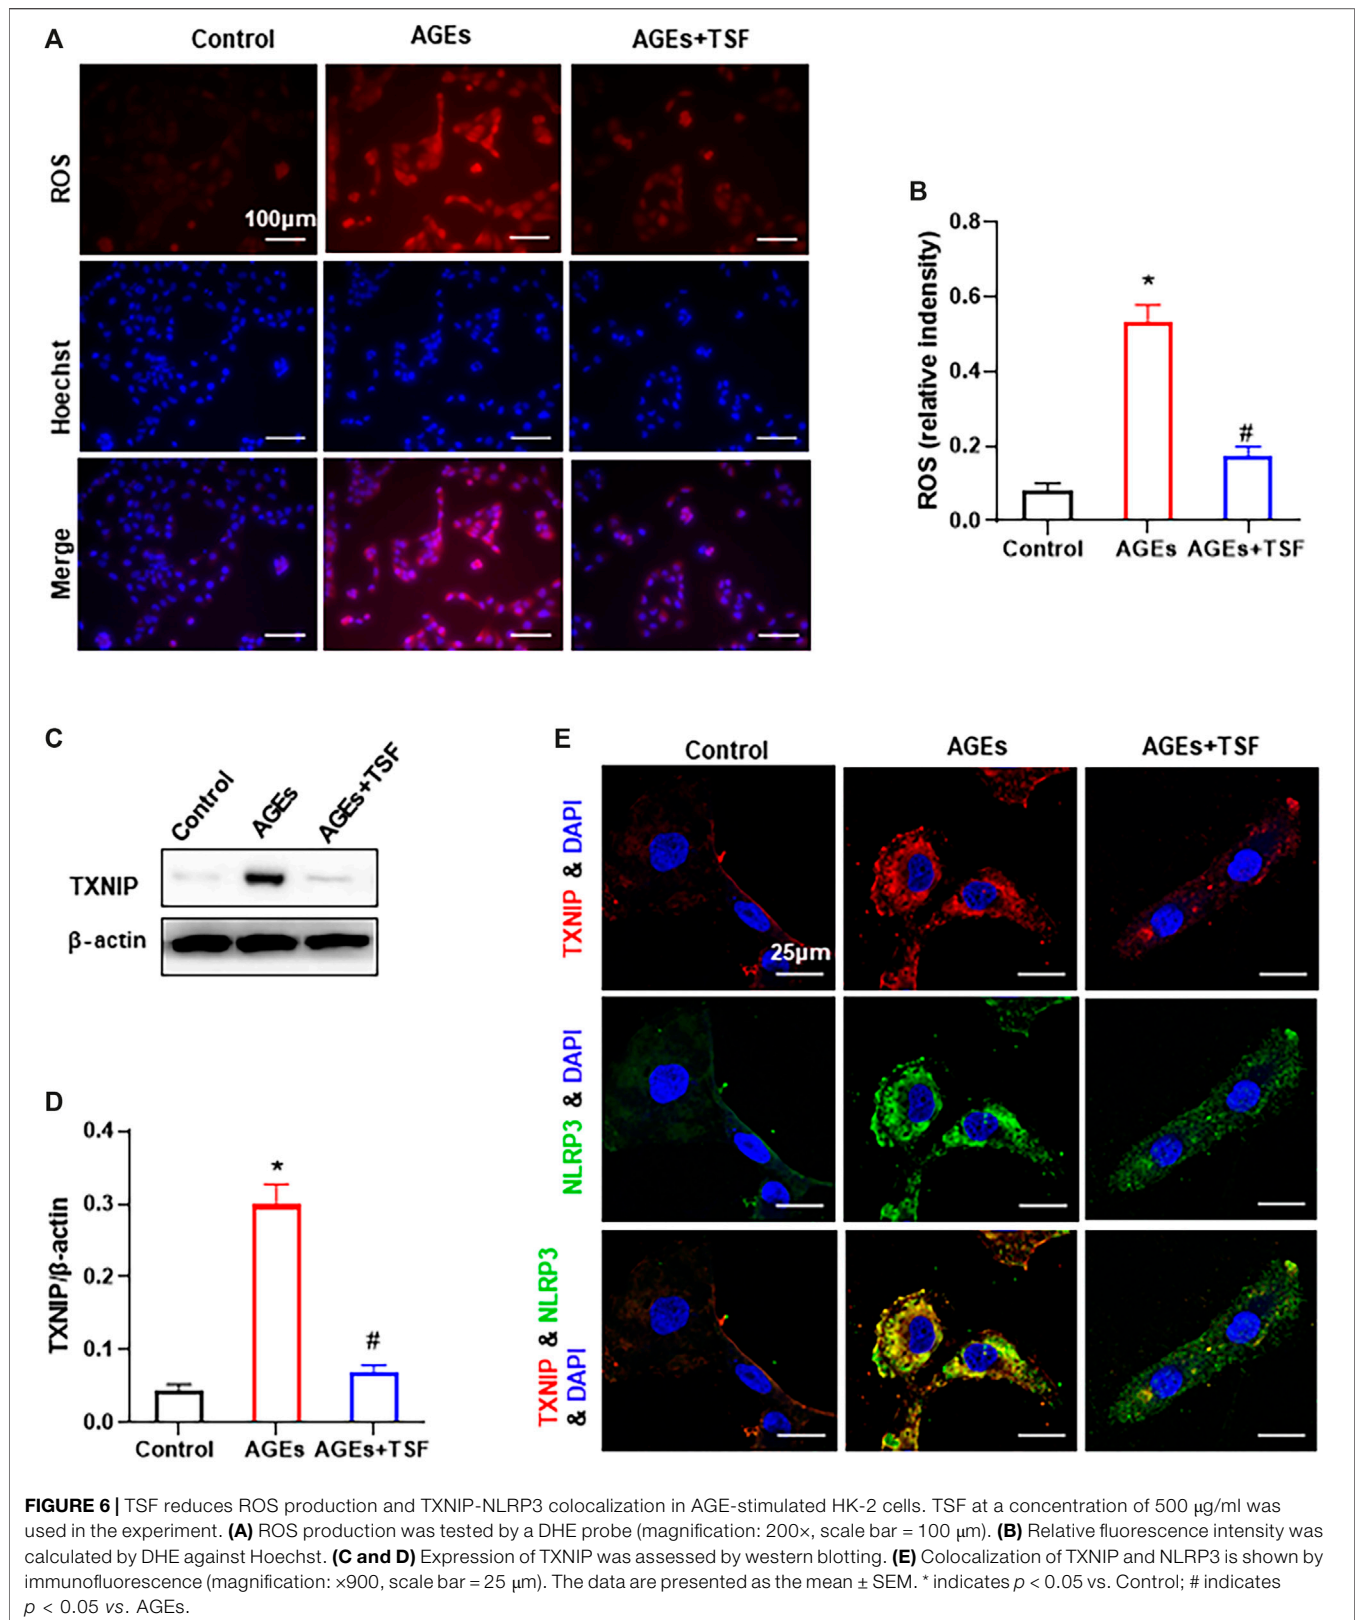 A
Control
AGEs
AGEs+TSF
ROS
100μm
Hoechst
Merge
B
ROS (relative indensity)
0.8
0.6
0.4
0.2
0.0
*
#
Control
AGEs
AGEs+TSF
C
Control
AGEs
AGEs+TSF
TXNIP
β-actin
D
TXNIP/β-actin
0.4
0.3
0.2
0.1
0.0
*
#
Control
AGEs
AGEs+TSF
E
Control
AGEs
AGEs+TSF
TXNIP & DAPI
25μm
NLRP3 & DAPI
TXNIP & NLRP3
& DAPI
FIGURE 6 | TSF reduces ROS production and TXNIP-NLRP3 colocalization in AGE-stimulated HK-2 cells. TSF at a concentration of 500 μg/ml was
used in the experiment. (A) ROS production was tested by a DHE probe (magnification: 200×, scale bar = 100 μm). (B) Relative fluorescence intensity was
calculated by DHE against Hoechst. (C and D) Expression of TXNIP was assessed by western blotting. (E) Colocalization of TXNIP and NLRP3 is shown by
immunofluorescence (magnification: ×900, scale bar = 25 μm). The data are presented as the mean ± SEM. * indicates p < 0.05 vs. Control; # indicates
p < 0.05 vs. AGEs.